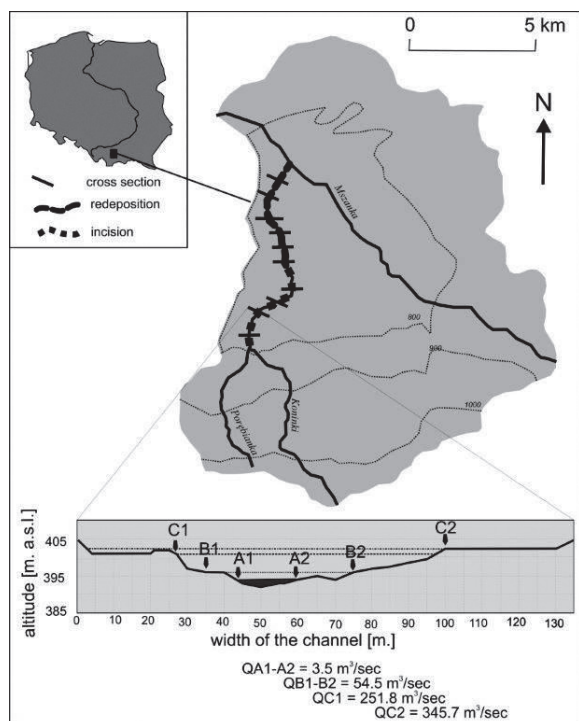 0 5 km
N
cross section
redeposition
incision
Mszanka
800
900
1000
Porębianka
Koninki
C1 C2
B1 A1 A2 B2
altitude [m. a.s.l.]
405
395
385
0 10 20 30 40 50 60 70 80 90 100 110 120 130
width of the channel [m.]
QA1-A2 = 3.5 m³/sec
QB1-B2 = 54.5 m³/sec
QC1 = 251.8 m³/sec
QC2 = 345.7 m³/sec